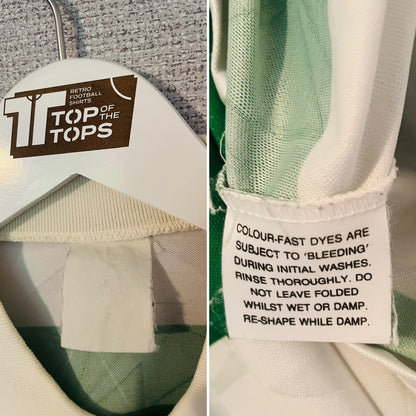 RETRO
FOOTBALL
SHIRTS
TT TOP OF THE
TOPS
COLOUR-FAST DYES ARE
SUBJECT TO 'BLEEDING'
DURING INITIAL WASHES.
RINSE THOROUGHLY. DO
NOT LEAVE FOLDED
WHILST WET OR DAMP.
RE-SHAPE WHILE DAMP.